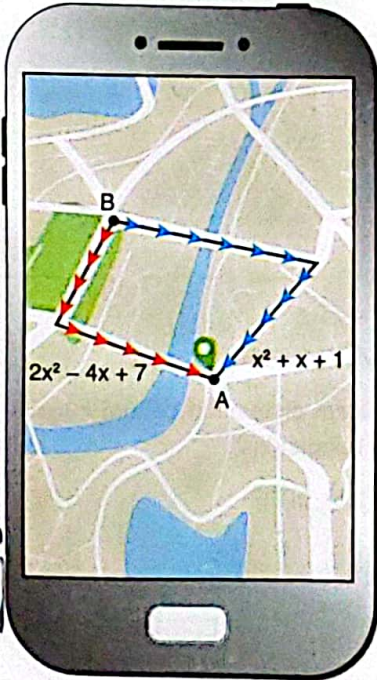 B
2x² – 4x + 7
x² + x + 1
A